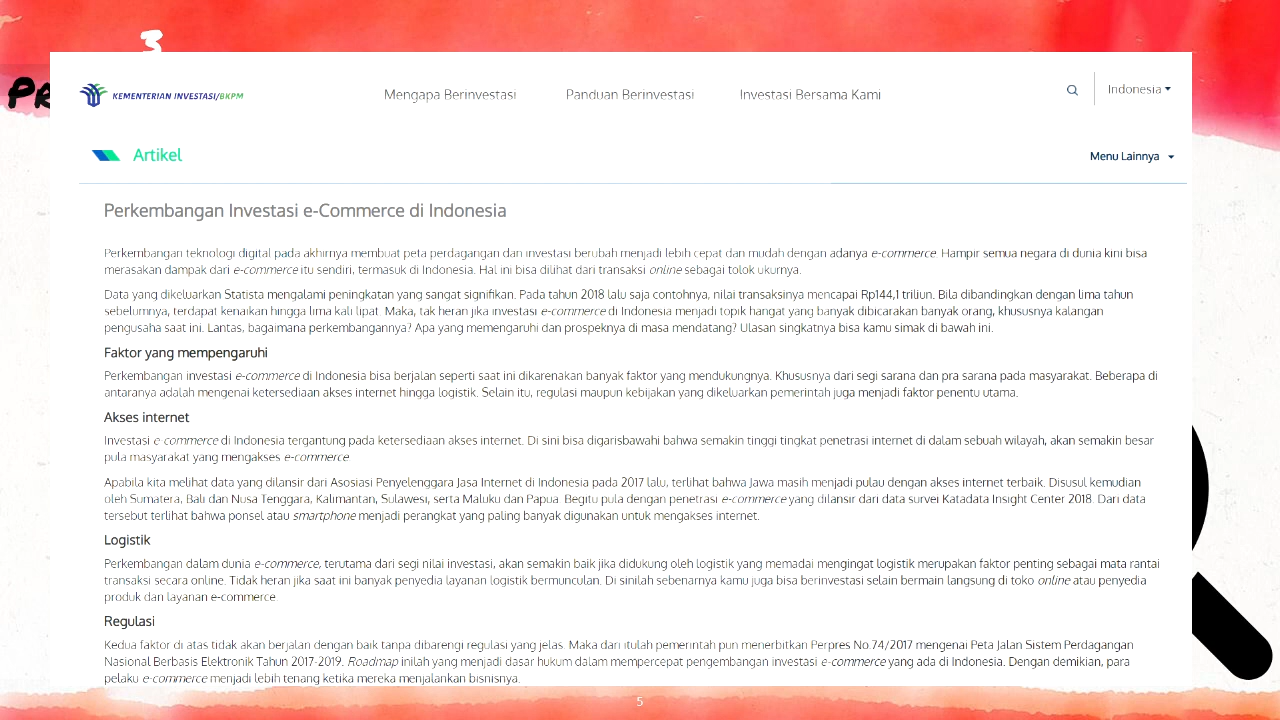 3
Pr
KEMENTERIAN INVESTASI/BKPM
Mengapa Berinvestasi
Panduan Berinvestasi
Investasi Bersama Kami
Indonesia
Artikel
Menu Lainnya
Perkembangan Investasi e-Commerce di Indonesia
Perkembangan teknologi digital pada akhirnya membuat peta perdagangan dan investasi berubah menjadi lebih cepat dan mudah dengan adanya e-commerce. Hampir semua negara di dunia kini bisa
merasakan dampak dari e-commerce itu sendiri, termasuk di Indonesia. Hal ini bisa dilihat dari transaksi online sebagai tolok ukurnya.
Data yang dikeluarkan Statista mengalami peningkatan yang sangat signifikan. Pada tahun 2018 lalu saja contohnya, nilai transaksinya mencapai Rp144,1 triliun. Bila dibandingkan dengan lima tahun
sebelumnya, terdapat kenaikan hingga lima kali lipat. Maka, tak heran jika investasi e-commerce di Indonesia menjadi topik hangat yang banyak dibicarakan banyak orang, khususnya kalangan
pengusaha saat ini. Lantas, bagaimana perkembangannya? Apa yang memengaruhi dan prospeknya di masa mendatang? Ulasan singkatnya bisa kamu simak di bawah ini.
Faktor yang mempengaruhi
Perkembangan investasi e-commerce di Indonesia bisa berjalan seperti saat ini dikarenakan banyak faktor yang mendukungnya. Khususnya dari segi sarana dan pra sarana pada masyarakat. Beberapa di
antaranya adalah mengenai ketersediaan akses internet hingga logistik. Selain itu, regulasi maupun kebijakan yang dikeluarkan pemerintah juga menjadi faktor penentu utama.
Akses internet
Investasi e-commerce di Indonesia tergantung pada ketersediaan akses internet. Di sini bisa digarisbawahi bahwa semakin tinggi tingkat penetrasi internet di dalam sebuah wilayah, akan semakin besar
pula masyarakat yang mengakses e-commerce.
Apabila kita melihat data yang dilansir dari Asosiasi Penyelenggara Jasa Internet di Indonesia pada 2017 lalu, terlihat bahwa Jawa masih menjadi pulau dengan akses internet terbaik. Disusul kemudian
oleh Sumatera, Bali dan Nusa Tenggara, Kalimantan, Sulawesi, serta Maluku dan Papua. Begitu pula dengan penetrasi e-commerce yang dilansir dari data survei Katadata Insight Center 2018. Dari data
tersebut terlihat bahwa ponsel atau smartphone menjadi perangkat yang paling banyak digunakan untuk mengakses internet.
Logistik
Perkembangan dalam dunia e-commerce, terutama dari segi nilai investasi, akan semakin baik jika didukung oleh logistik yang memadai mengingat logistik merupakan faktor penting sebagai mata rantai
transaksi secara online. Tidak heran jika saat ini banyak penyedia layanan logistik bermunculan. Di sinilah sebenarnya kamu juga bisa berinvestasi selain bermain langsung di toko online atau penyedia
produk dan layanan e-commerce.
Regulasi
Kedua faktor di atas tidak akan berjalan dengan baik tanpa dibarengi regulasi yang jelas. Maka dari itulah pemerintah pun menerbitkan Perpres No.74/2017 mengenai Peta Jalan Sistem Perdagangan
Nasional Berbasis Elektronik Tahun 2017-2019. Roadmap inilah yang menjadi dasar hukum dalam mempercepat pengembangan investasi e-commerce yang ada di Indonesia. Dengan demikian, para
pelaku e-commerce menjadi lebih tenang ketika mereka menjalankan bisnisnya.
5